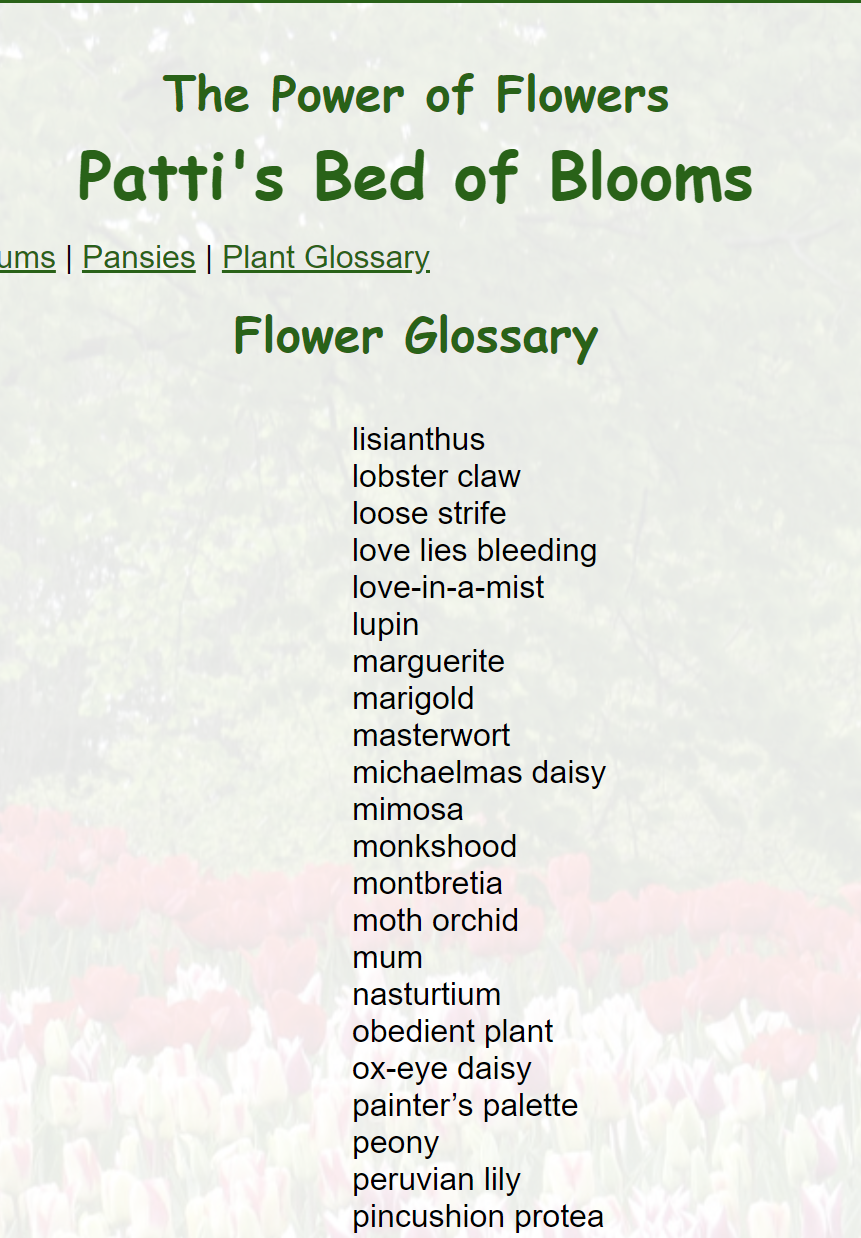 The Power of Flowers
Patti's Bed of Blooms
ums | Pansies | Plant Glossary
Flower Glossary
lisianthus
lobster claw
loose strife
love lies bleeding
love-in-a-mist
lupin
marguerite
marigold
masterwort
michaelmas daisy
mimosa
monkshood
montbretia
moth orchid
mum
nasturtium
obedient plant
ox-eye daisy
painter’s palette
peony
peruvian lily
pincushion protea